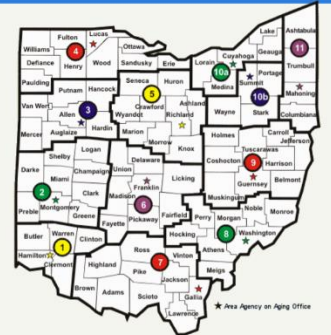 Ashtabula
Lake
Fulton Lucas
Williams Ottawa
Geauga
11
4
Cuyahoga
Lorain
Trumbull
Defiance Henry Wood Sandusky Erie
10a
Medina
Summit Portage
Paulding
Seneca Huron
Putnam Hancock
5
Mahoning
10b
Van Wert
3
Crawford Ashland
Wyandot Richland
Wayne Stark
Columbiana
Allen
Hardin
Mercer Auglaize
Marion
Morrow
Holmes Carroll
Jefferson
Knox
Tuscarawas
Logan
Shelby
Delaware
Coshocton Harrison
9
Darke
Union
Miami Champaign
Licking
Guernsey Belmont
Franklin
2
Clark
Madison
6
Muskingum
Preble Montgomery
Pickaway Fairfield
Noble
Perry Morgan
Monroe
Greene Fayette
8
Hocking
Washington
Butler Warren Clinton
Ross
Athens
1
Vinton
Hamilton
Highland
7
Meigs
Clermont
Pike
Jackson
Brown Adams Scioto
Gallia
Lawrence
★ Area Agency on Aging Office